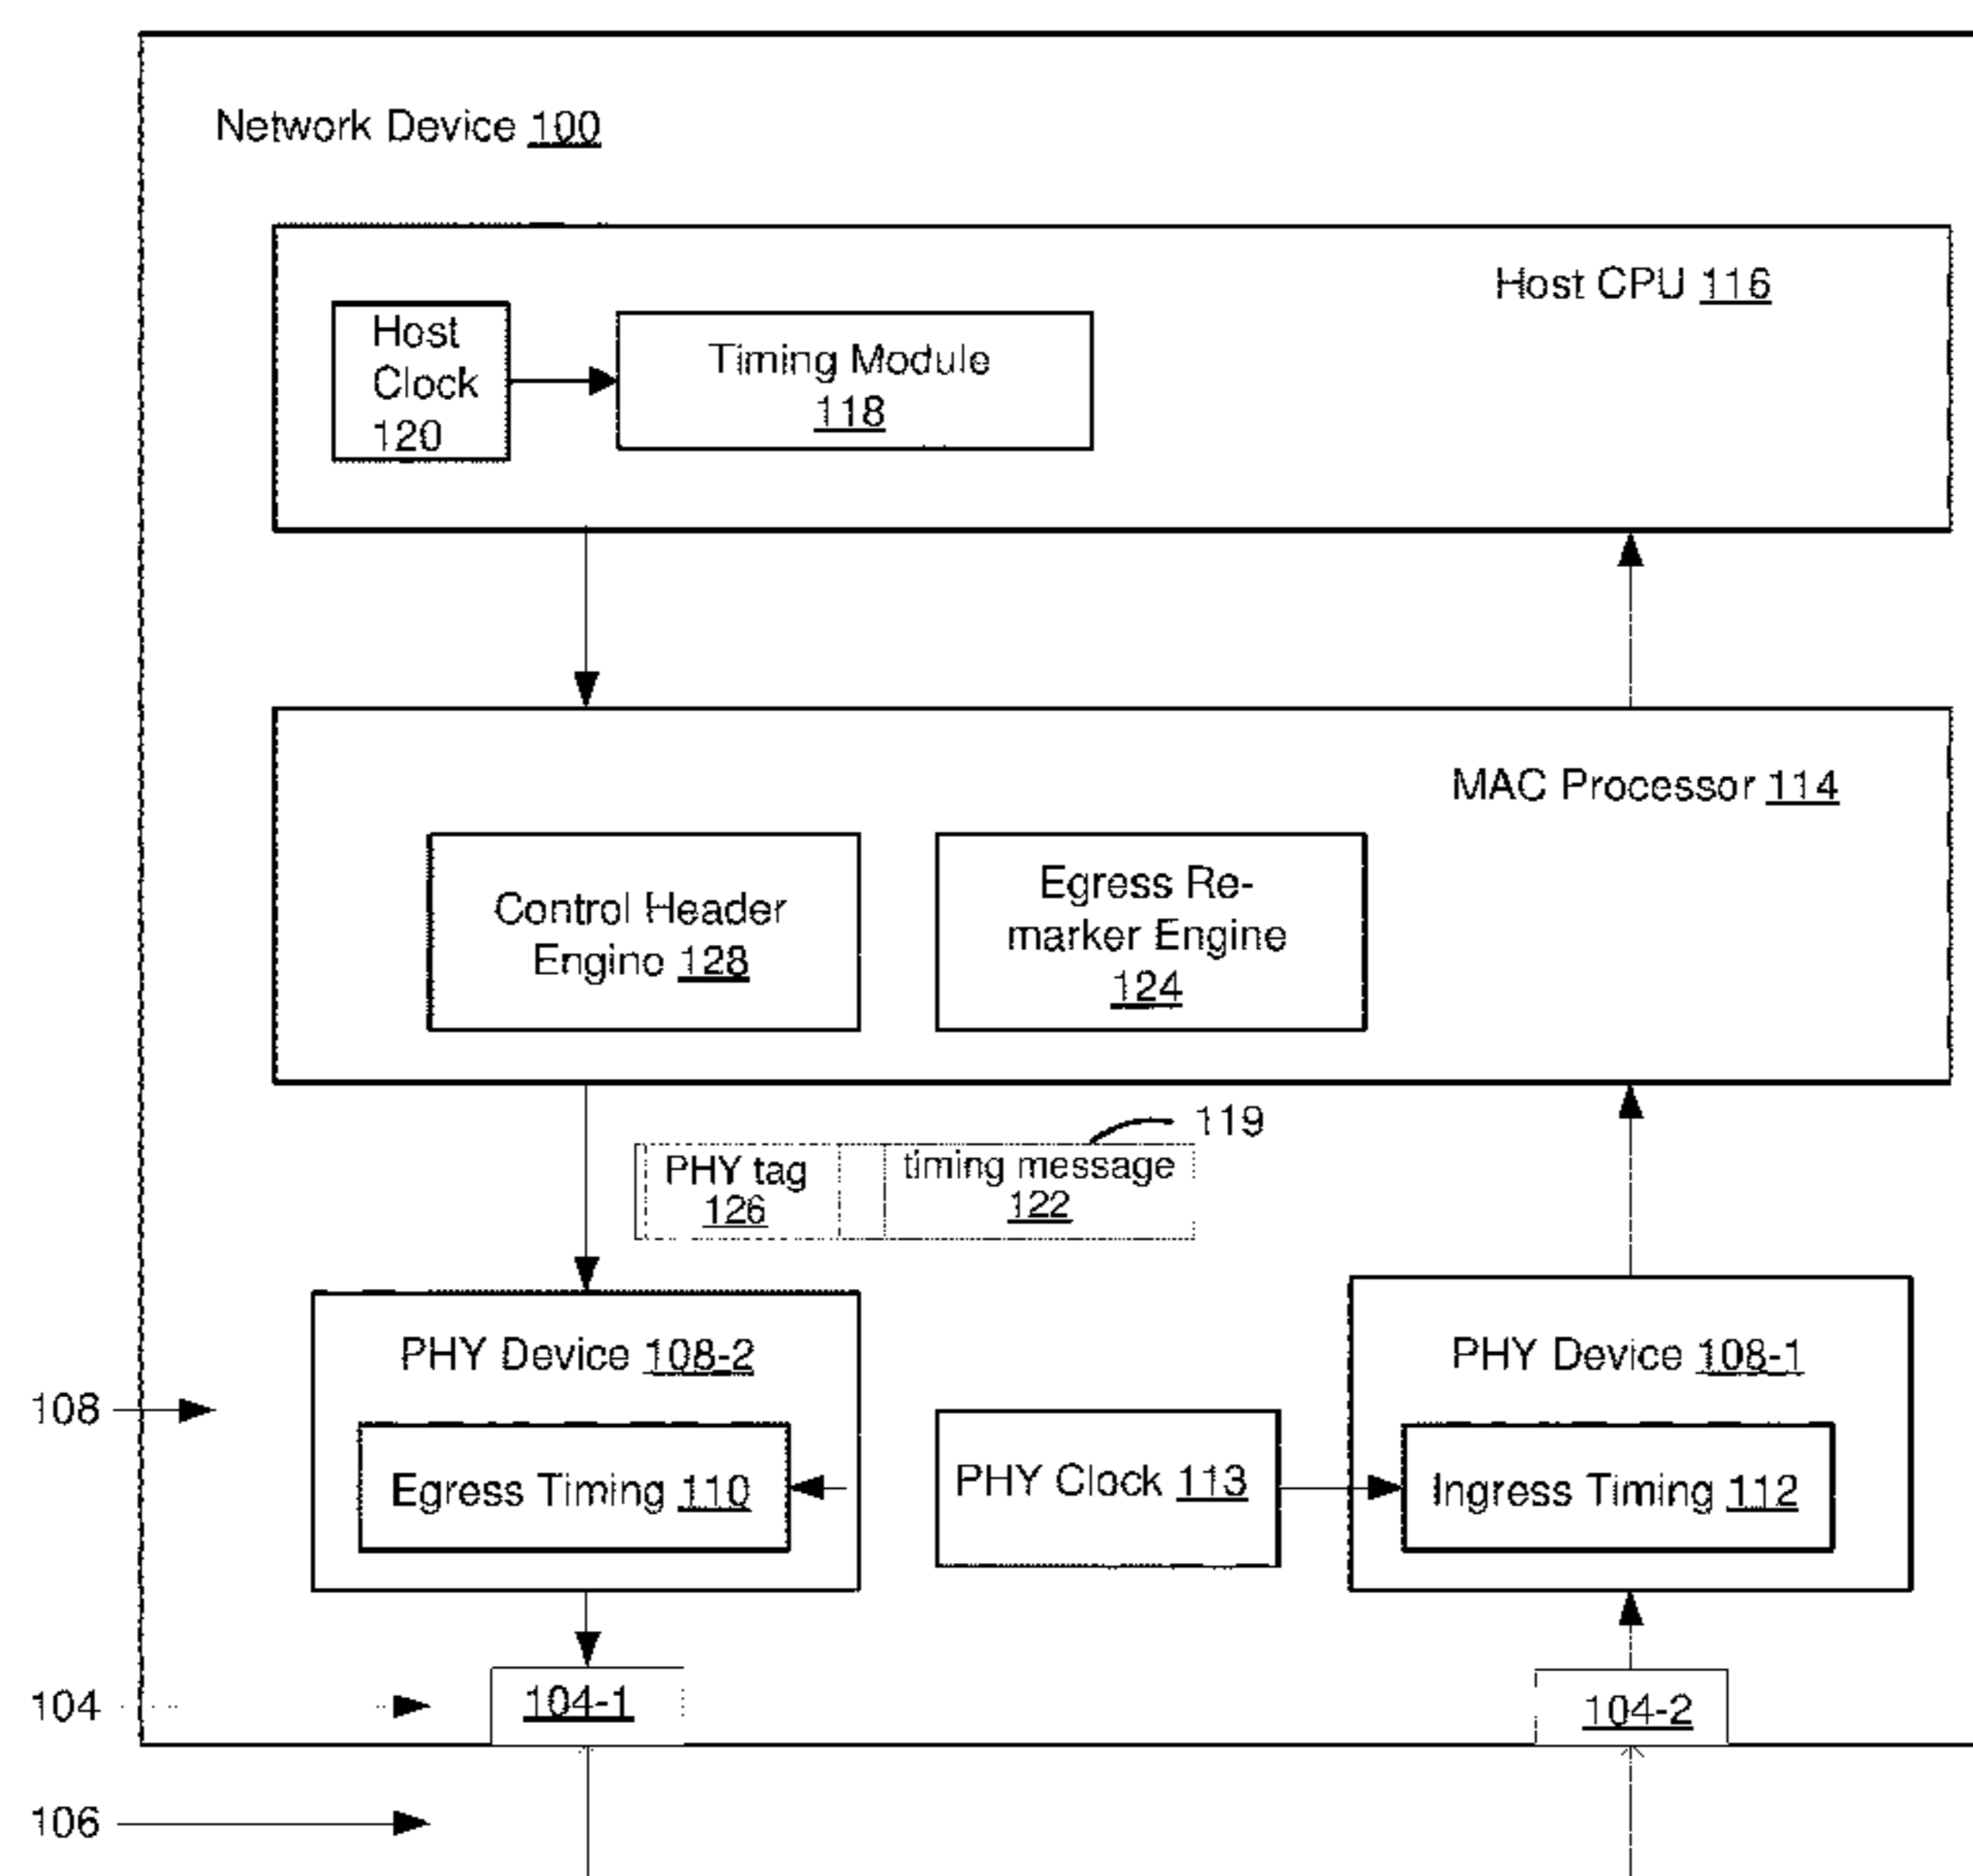 Network Device 100
Host CPU 116
Host
Clock
120
Timing Module
118
MAC Processor 114
Control Header
Engine 128
Egress Re-
marker Engine
124
119
PHY tag
126
timing message
122
PHY Device 108-2
PHY Device 108-1
108
Egress Timing 110
PHY Clock 113
Ingress Timing 112
104
104-1
104-2
106